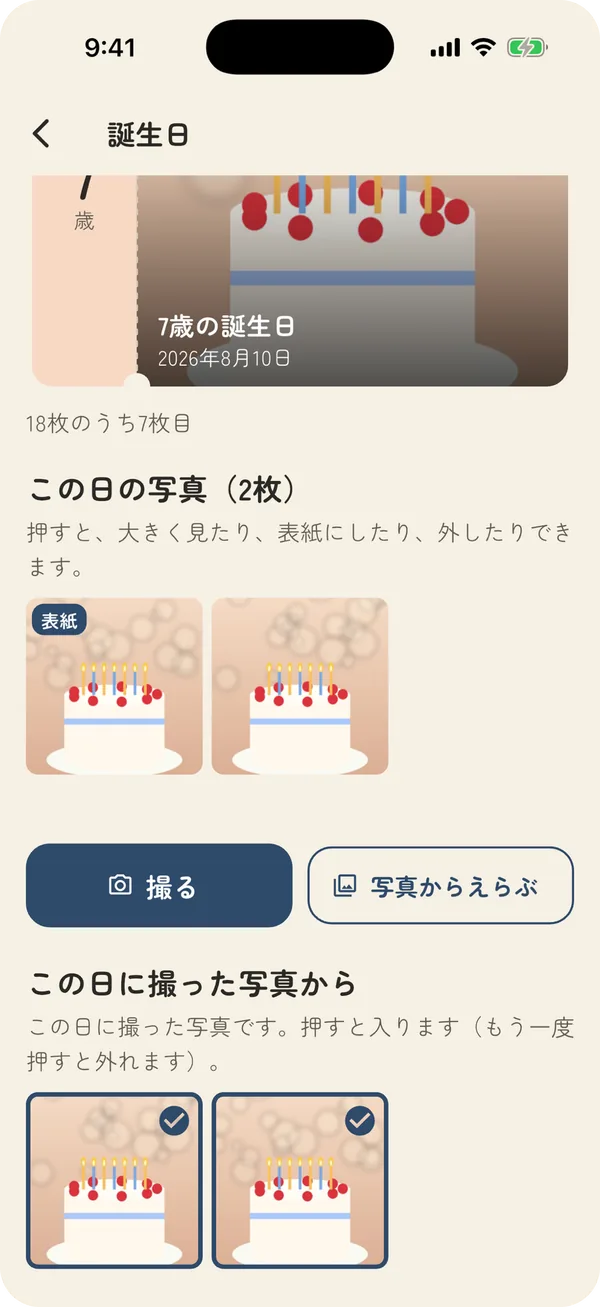 9:41
誕生日
歳
7歳の誕生日
2026年8月10日
18枚のうち7枚目
この日の写真（2枚）
押すと、大きく見たり、表紙にしたり、外したりでき
ます。
表紙
撮る
写真からえらぶ
この日に撮った写真から
この日に撮った写真です。押すと入ります（もう一度
押すと外れます）。